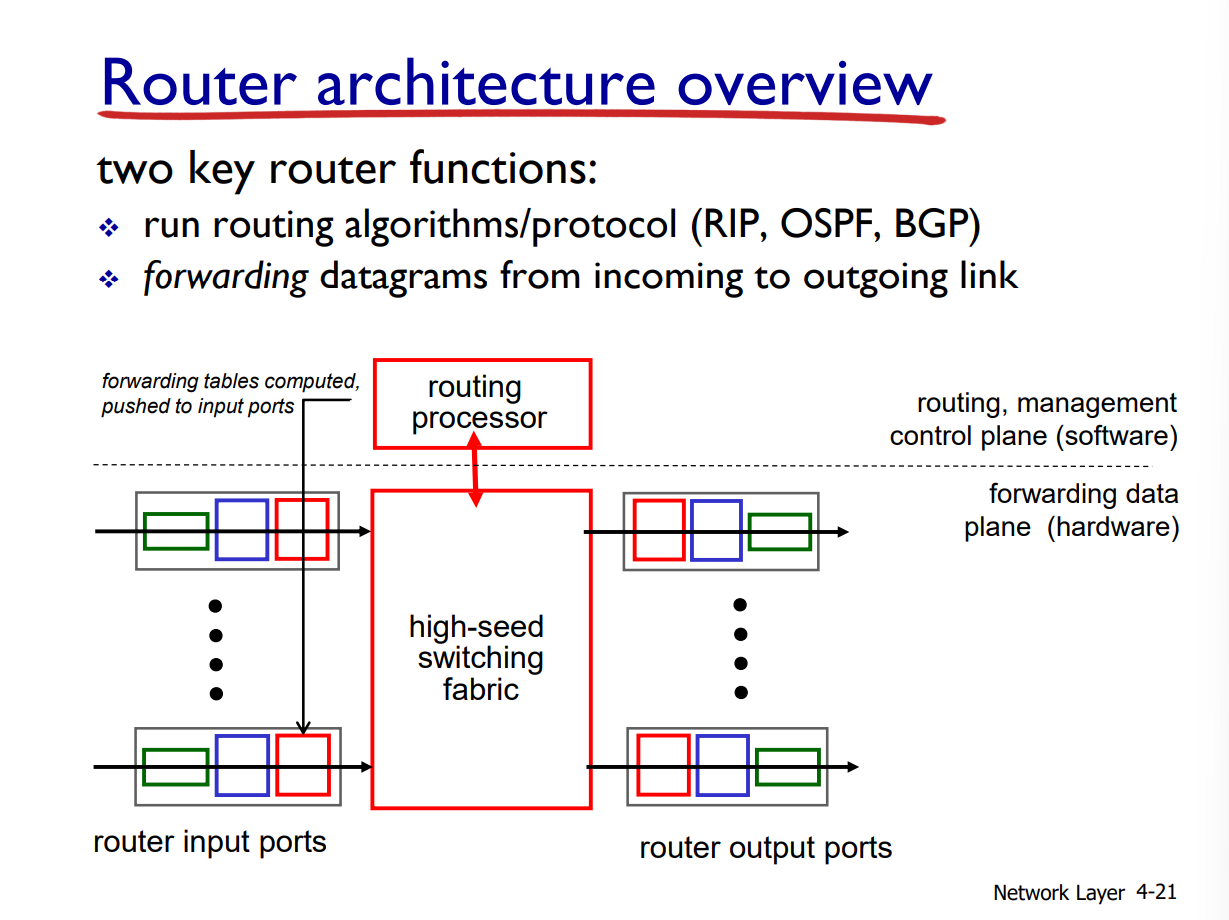 Router architecture overview
two key router functions:
❖ run routing algorithms/protocol (RIP, OSPF, BGP)
❖ forwarding datagrams from incoming to outgoing link
forwarding tables computed,
pushed to input ports
routing
processor
routing, management
control plane (software)
forwarding data
plane (hardware)
high-seed
switching
fabric
router input ports
router output ports
Network Layer 4-21